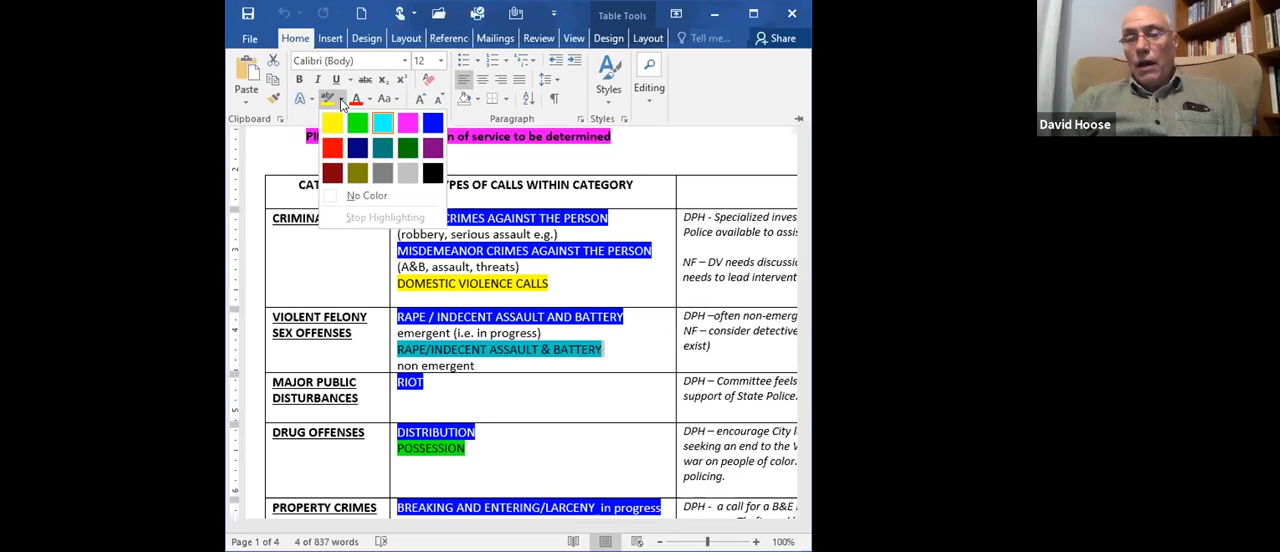 Table Tools
File Home Insert Design Layout Referenc Mailings Review View Design Layout Tell me... Share
Calibri (Body) 12
Paste
B I U abc X₂ X²
A aby A Aa A A
Styles
Editing
Clipboard Paragraph Styles
No Color
Stop Highlighting
n of service to be determined
TYPES OF CALLS WITHIN CATEGORY
CRIMINA
CRIMES AGAINST THE PERSON
(robbery, serious assault e.g.)
MISDEMEANOR CRIMES AGAINST THE PERSON
(A&B, assault, threats)
DOMESTIC VIOLENCE CALLS
DPH - Specialized inves
Police available to assis
NF – DV needs discussio
needs to lead intervent
VIOLENT FELONY
SEX OFFENSES
RAPE / INDECENT ASSAULT AND BATTERY
emergent (i.e. in progress)
RAPE/INDECENT ASSAULT & BATTERY
non emergent
DPH –often non-emerg
NF – consider detective
exist)
MAJOR PUBLIC
DISTURBANCES
RIOT
DPH – Committee feels
support of State Police.
DRUG OFFENSES
DISTRIBUTION
POSSESSION
DPH – encourage City l
seeking an end to the V
war on people of color.
policing.
PROPERTY CRIMES
BREAKING AND ENTERING/LARCENY in progress
DPH - a call for a B&E i
Page 1 of 4 4 of 837 words 100%
David Hoose